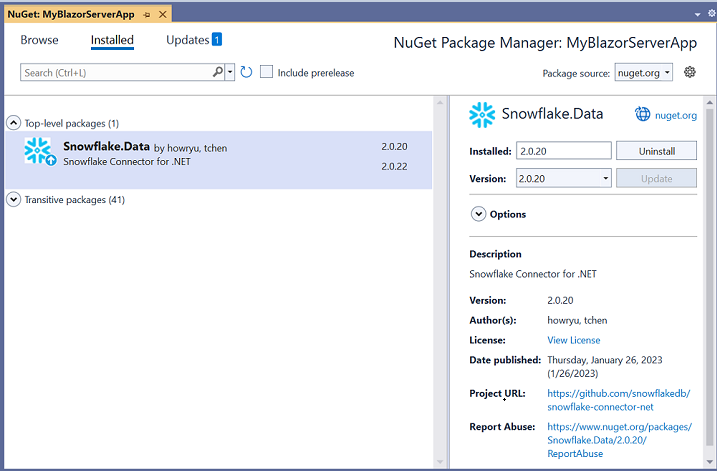 NuGet: MyBlazorServerApp
Browse Installed Updates 1
NuGet Package Manager: MyBlazorServerApp
Search (Ctrl+L) Include prerelease
Package source: nuget.org
Top-level packages (1)
Snowflake.Data by howryu, tchen 2.0.20
Snowflake Connector for .NET 2.0.22
Transitive packages (41)
Snowflake.Data nuget.org
Installed: 2.0.20 Uninstall
Version: 2.0.20 Update
Options
Description
Snowflake Connector for .NET
Version: 2.0.20
Author(s): howryu, tchen
License: View License
Date published: Thursday, January 26, 2023
(1/26/2023)
Project URL: https://github.com/snowflakedb/
snowflake-connector-net
Report Abuse: https://www.nuget.org/packages/
Snowflake.Data/2.0.20/
ReportAbuse